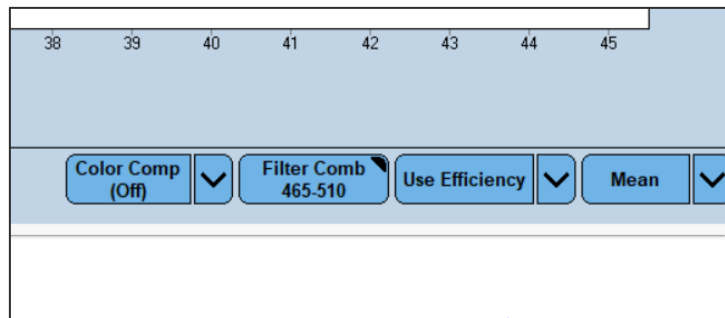 38 39 40 41 42 43 44 45
Color Comp
(Off)
Filter Comb
465-510
Use Efficiency
Mean